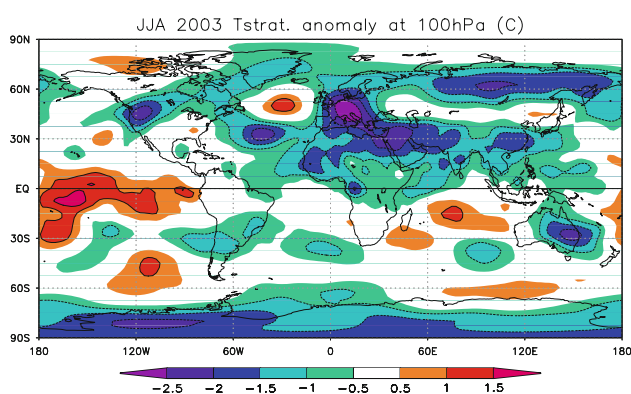 JJA 2003 Tstrat. anomaly at 100hPa (C)
90N
60N
30N
EQ
30S
60S
90S
180 120W 60W 0 60E 120E 180
-2.5 -2 -1.5 -1 -0.5 0.5 1 1.5